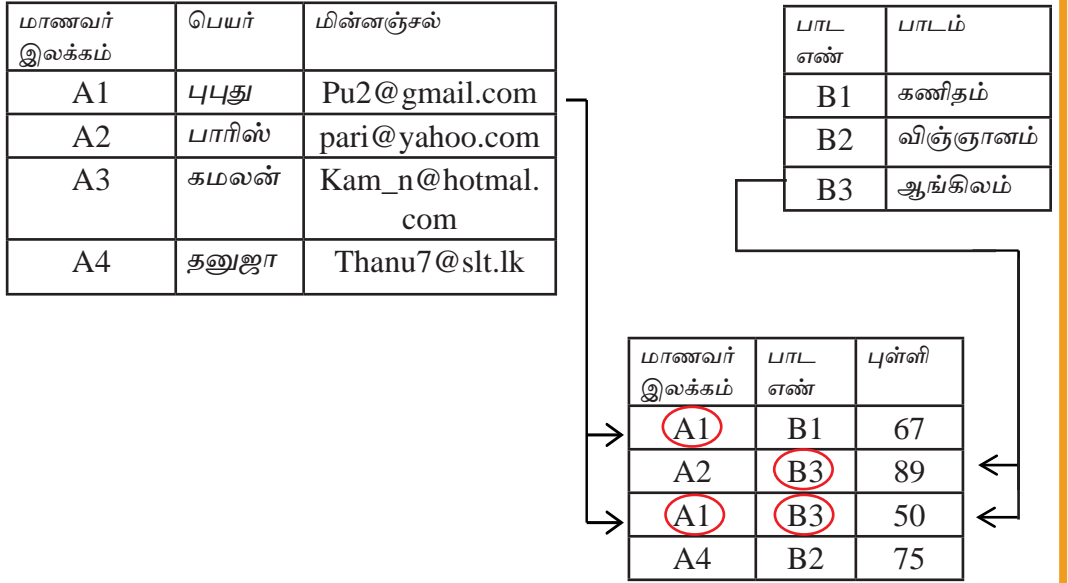 மாணவர் பெயர் மின்னஞ்சல்
இலக்கம்
A1 புபுது Pu2@gmail.com
A2 பாரிஸ் pari@yahoo.com
A3 கமலன் Kam_n@hotmal.
com
A4 தனுஜா Thanu7@slt.lk
பாட பாடம்
எண்
B1 கணிதம்
B2 விஞ்ஞானம்
B3 ஆங்கிலம்
மாணவர் பாட புள்ளி
இலக்கம் எண்
A1 B1 67
A2 B3 89
A1 B3 50
A4 B2 75